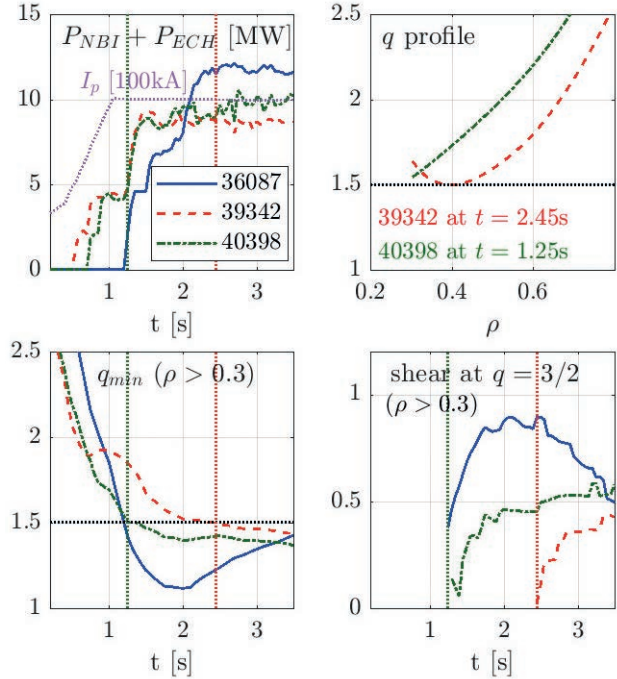 P_{NBI} + P_{ECH} [MW]
I_p [100kA]
36087
39342
40398
15
10
5
0
1 2 3
t [s]
q profile
39342 at t = 2.45s
40398 at t = 1.25s
2.5
2
1.5
1
0.2 0.4 0.6
ρ
q_{min} (ρ > 0.3)
2.5
2
1.5
1
1 2 3
t [s]
shear at q = 3/2
(ρ > 0.3)
1
0.5
0
1 2 3
t [s]